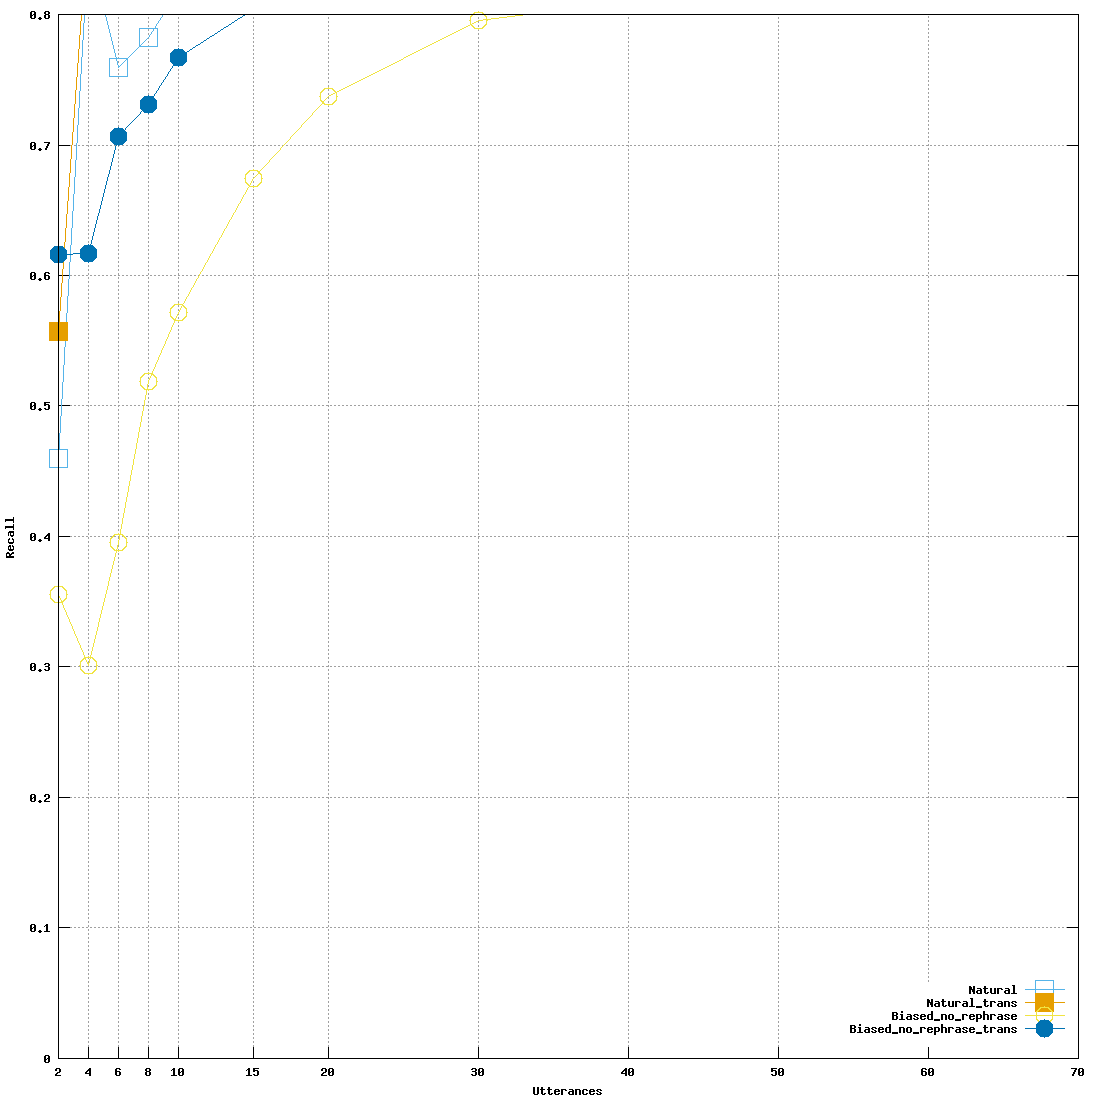 0.8
0.7
0.6
0.5
0.4
0.3
0.2
0.1
0
Recall
2 4 6 8 10 15 20 30 40 50 60 70
Utterances
Natural
Natural_trans
Biased_no_rephrase
Biased_no_rephrase_trans